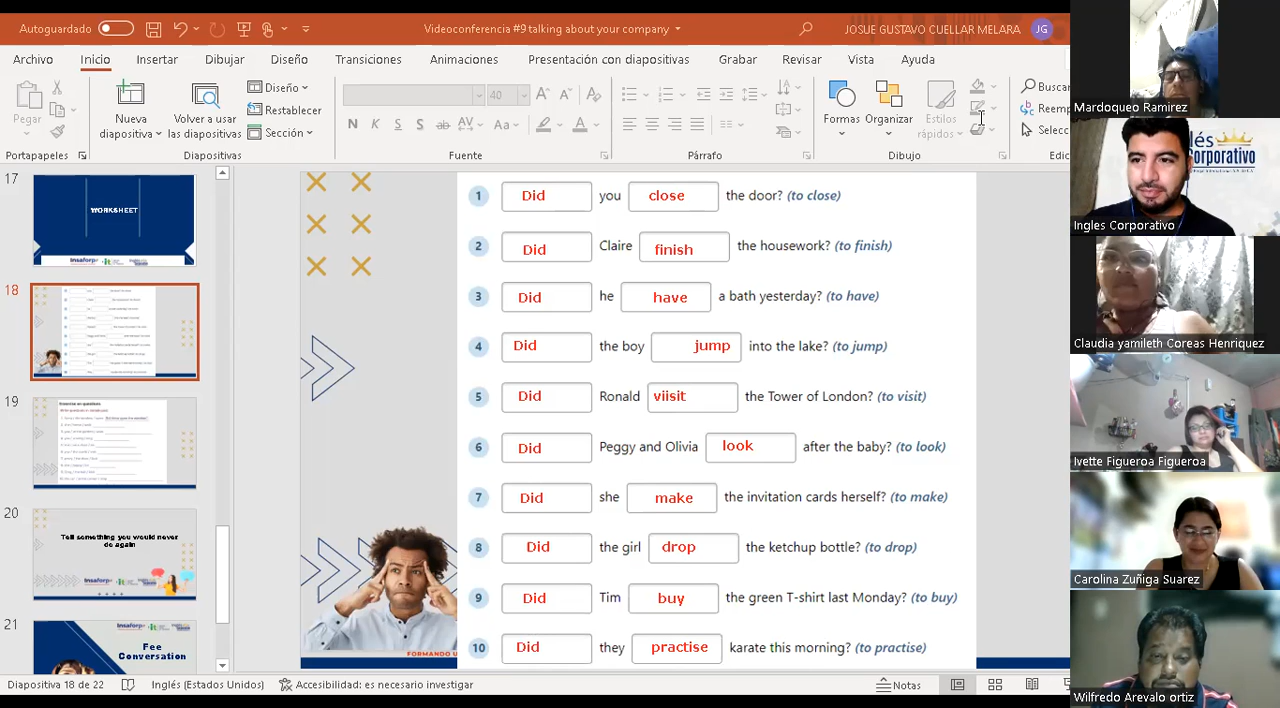 Autoguardado
Videoconferencia #9 talking about your company
JOSUE GUSTAVO CUELLAR MELARA
JG
Archivo Inicio Insertar Dibujar Diseño Transiciones Animaciones Presentación con diapositivas Grabar Revisar Vista Ayuda
Pegar
Nueva diapositiva
Volver a usar las diapositivas
Diseño
Restablecer
Sección
40
N K S S ab AV Aa
A
Formas
Organizar
Estilos rápidos
Buscar
Portapapeles Diapositivas Fuente Párrafo Dibujo
17
WORKSHEET
18
19
20
Tell something you would never do again
21
Fee Conversation
1 Did you close the door? (to close)
2 Did Claire finish the housework? (to finish)
3 Did he have a bath yesterday? (to have)
4 Did the boy jump into the lake? (to jump)
5 Did Ronald viisit the Tower of London? (to visit)
6 Did Peggy and Olivia look after the baby? (to look)
7 Did she make the invitation cards herself? (to make)
8 Did the girl drop the ketchup bottle? (to drop)
9 Did Tim buy the green T-shirt last Monday? (to buy)
10 Did they practise karate this morning? (to practise)
FORMANDO U
Diapositiva 18 de 22
Inglés (Estados Unidos)
Accesibilidad: es necesario investigar
Notas
Mardoqueo Ramirez
Ingles Corporativo
Claudia yamileth Coreas Henriquez
Ivette Figueroa Figueroa
Carolina Zuñiga Suarez
Wilfredo Arevalo ortiz